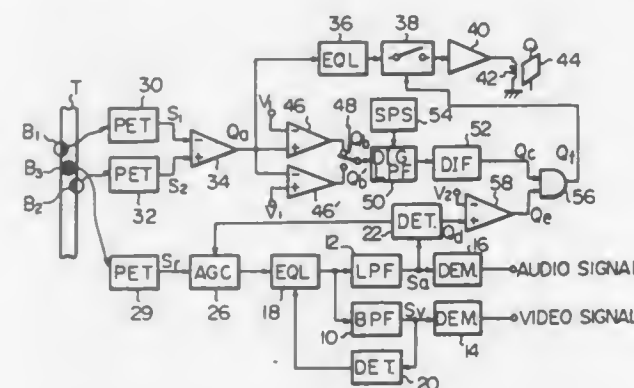 36 38 40
EQL
42 44
T 30
B1 PET S1
V1 46 48 SPS 54
Qa Qb
B3 34 DLG LPF 52 DIF Qc Qf
B2 PET S2 56
32 Qb' 50 V2 58
46'
V1 22 DET. Qd Qe
12 16
PET Sr AGC EQL LPF Sa DEM. AUDIO SIGNAL
29 26 18
BPF Sv DEM. VIDEO SIGNAL
10 14
DET. 20